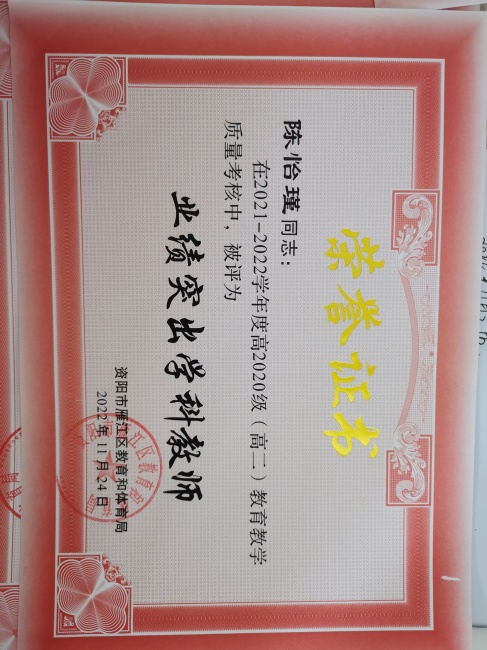 荣誉证书
陈怡瑾同志：
在2021-2022学年度高2020级（高二）教育教学
质量考核中，被评为
业绩突出学科教师
资阳市雁江区教育和体育局
2022年11月24日